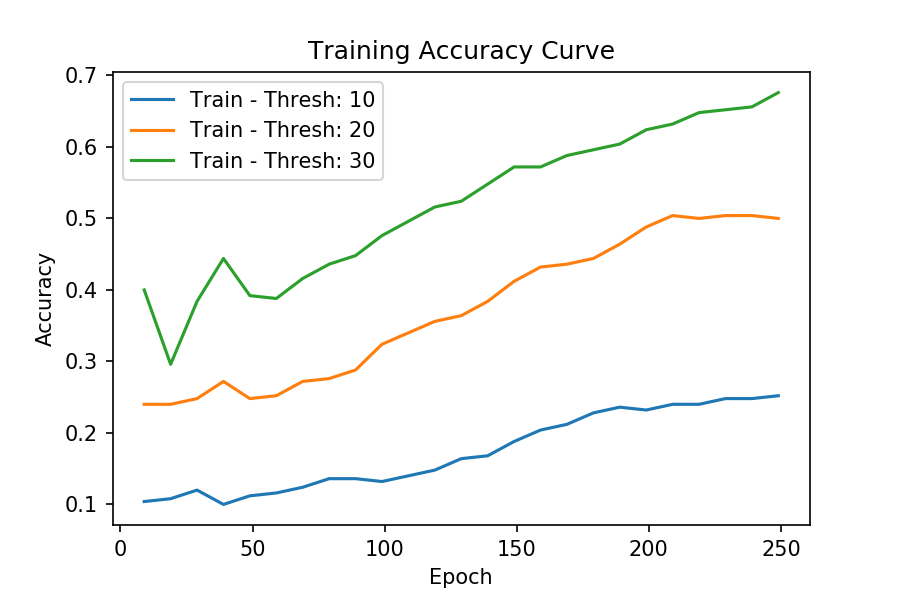 Training Accuracy Curve
Train - Thresh: 10
Train - Thresh: 20
Train - Thresh: 30
Accuracy
0.7
0.6
0.5
0.4
0.3
0.2
0.1
0 50 100 150 200 250
Epoch